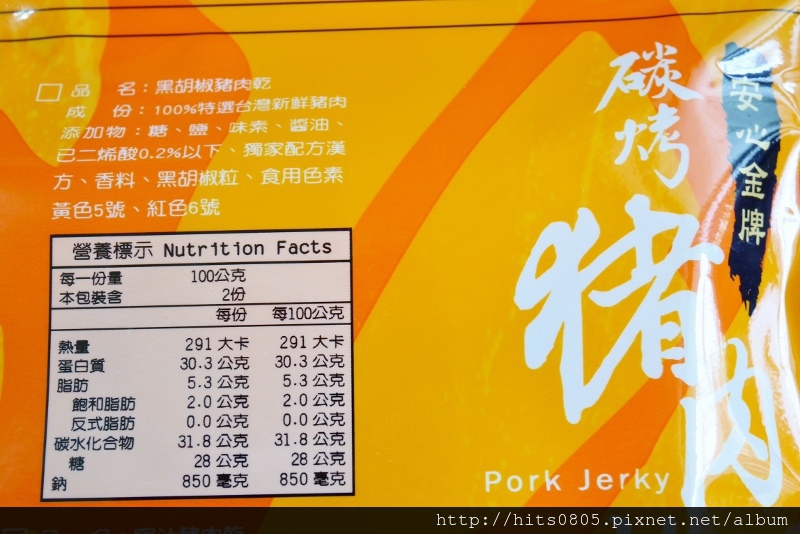 品 名：黑胡椒豬肉乾
成 份：100%特選台灣新鮮豬肉
添加物：糖、鹽、味素、醬油、
已二烯酸0.2%以下、獨家配方漢
方、香料、黑胡椒粒、食用色素
黃色5號、紅色6號
營養標示 Nutrition Facts
每一份量 100公克
本包裝含 2份
每份 每100公克
熱量 291 大卡 291 大卡
蛋白質 30.3 公克 30.3 公克
脂肪 5.3 公克 5.3 公克
飽和脂肪 2.0 公克 2.0 公克
反式脂肪 0.0 公克 0.0 公克
碳水化合物 31.8 公克 31.8 公克
糖 28 公克 28 公克
鈉 850 毫克 850 毫克
安心金牌
碳烤
豬肉
Pork Jerky
http://hits0805.pixnet.net/album